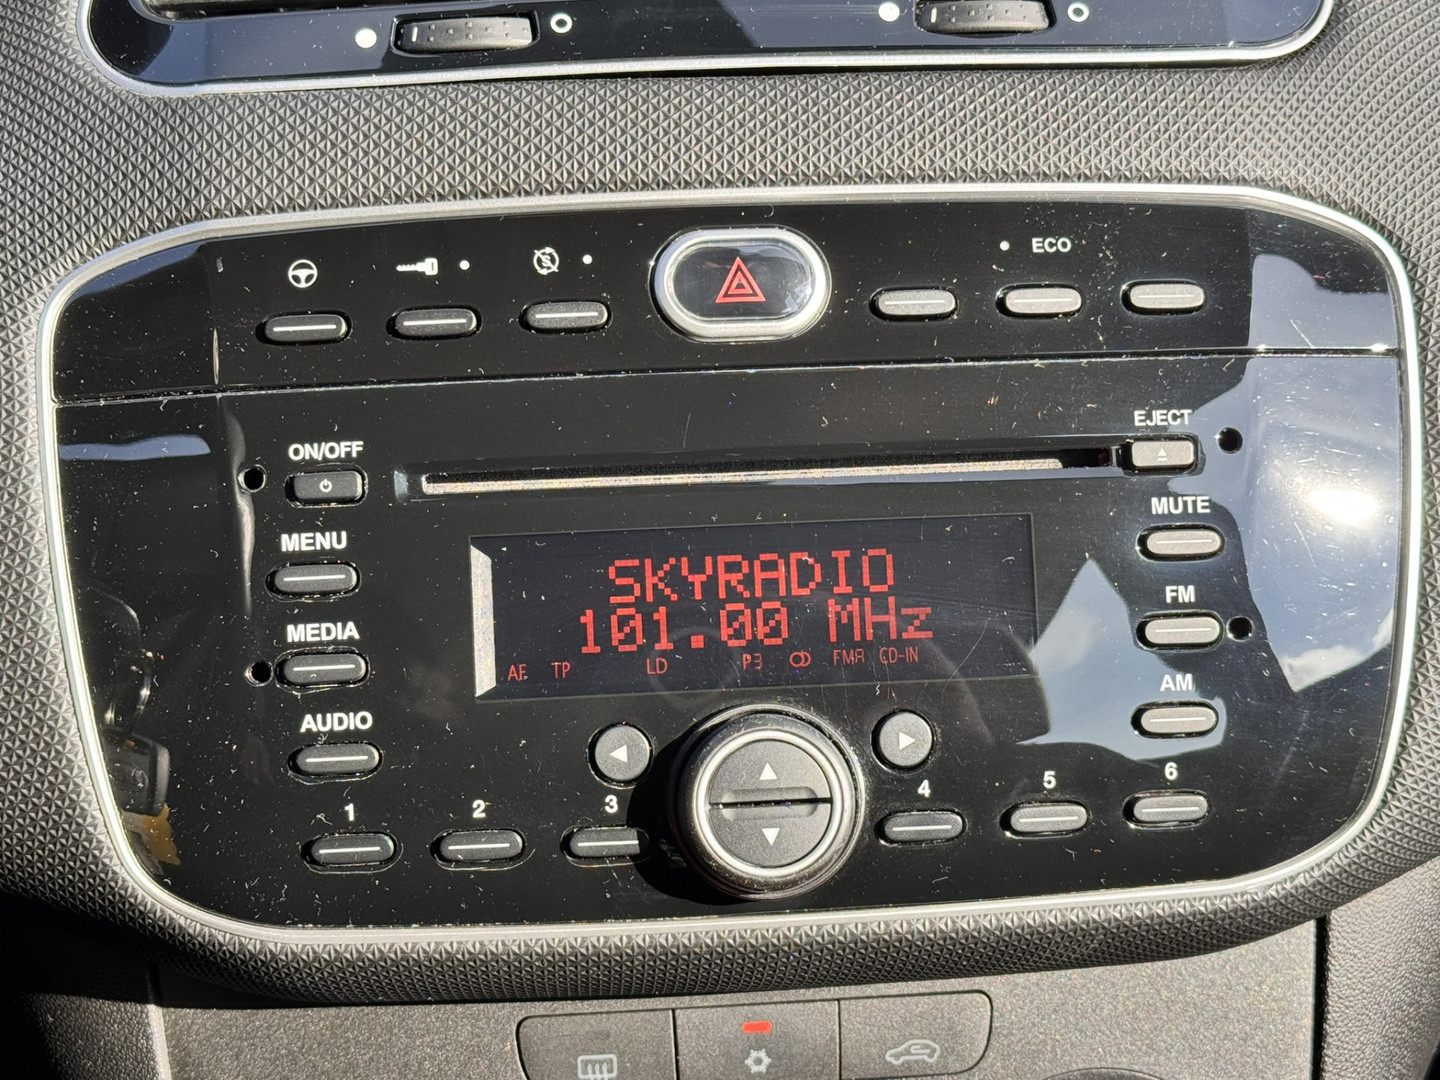 ECO
ON/OFF
EJECT
MENU
MUTE
SKYRADIO
101.00 MHz
AF TP LD P3 FMA CD-IN
MEDIA
FM
AUDIO
AM
1 2 3 4 5 6